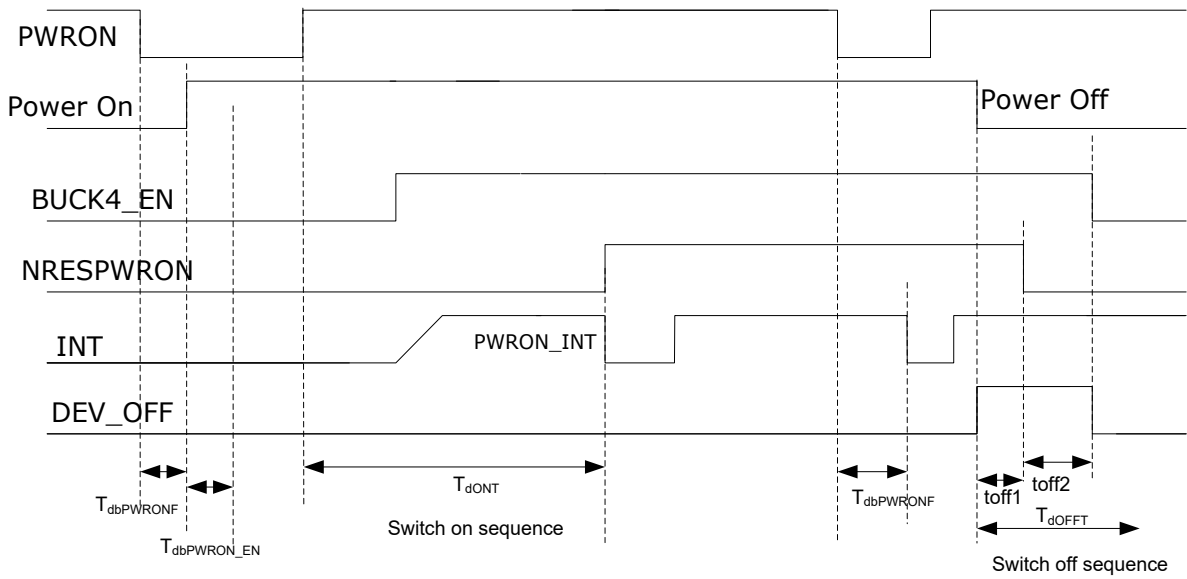 PWRON
Power On
Power Off
BUCK4_EN
NRESPWRON
INT
PWRON_INT
DEV_OFF
TdbPWRONF
TdbPWRON_EN
TdONT
Switch on sequence
TdbPWRONF
toff1
toff2
TdOFFT
Switch off sequence